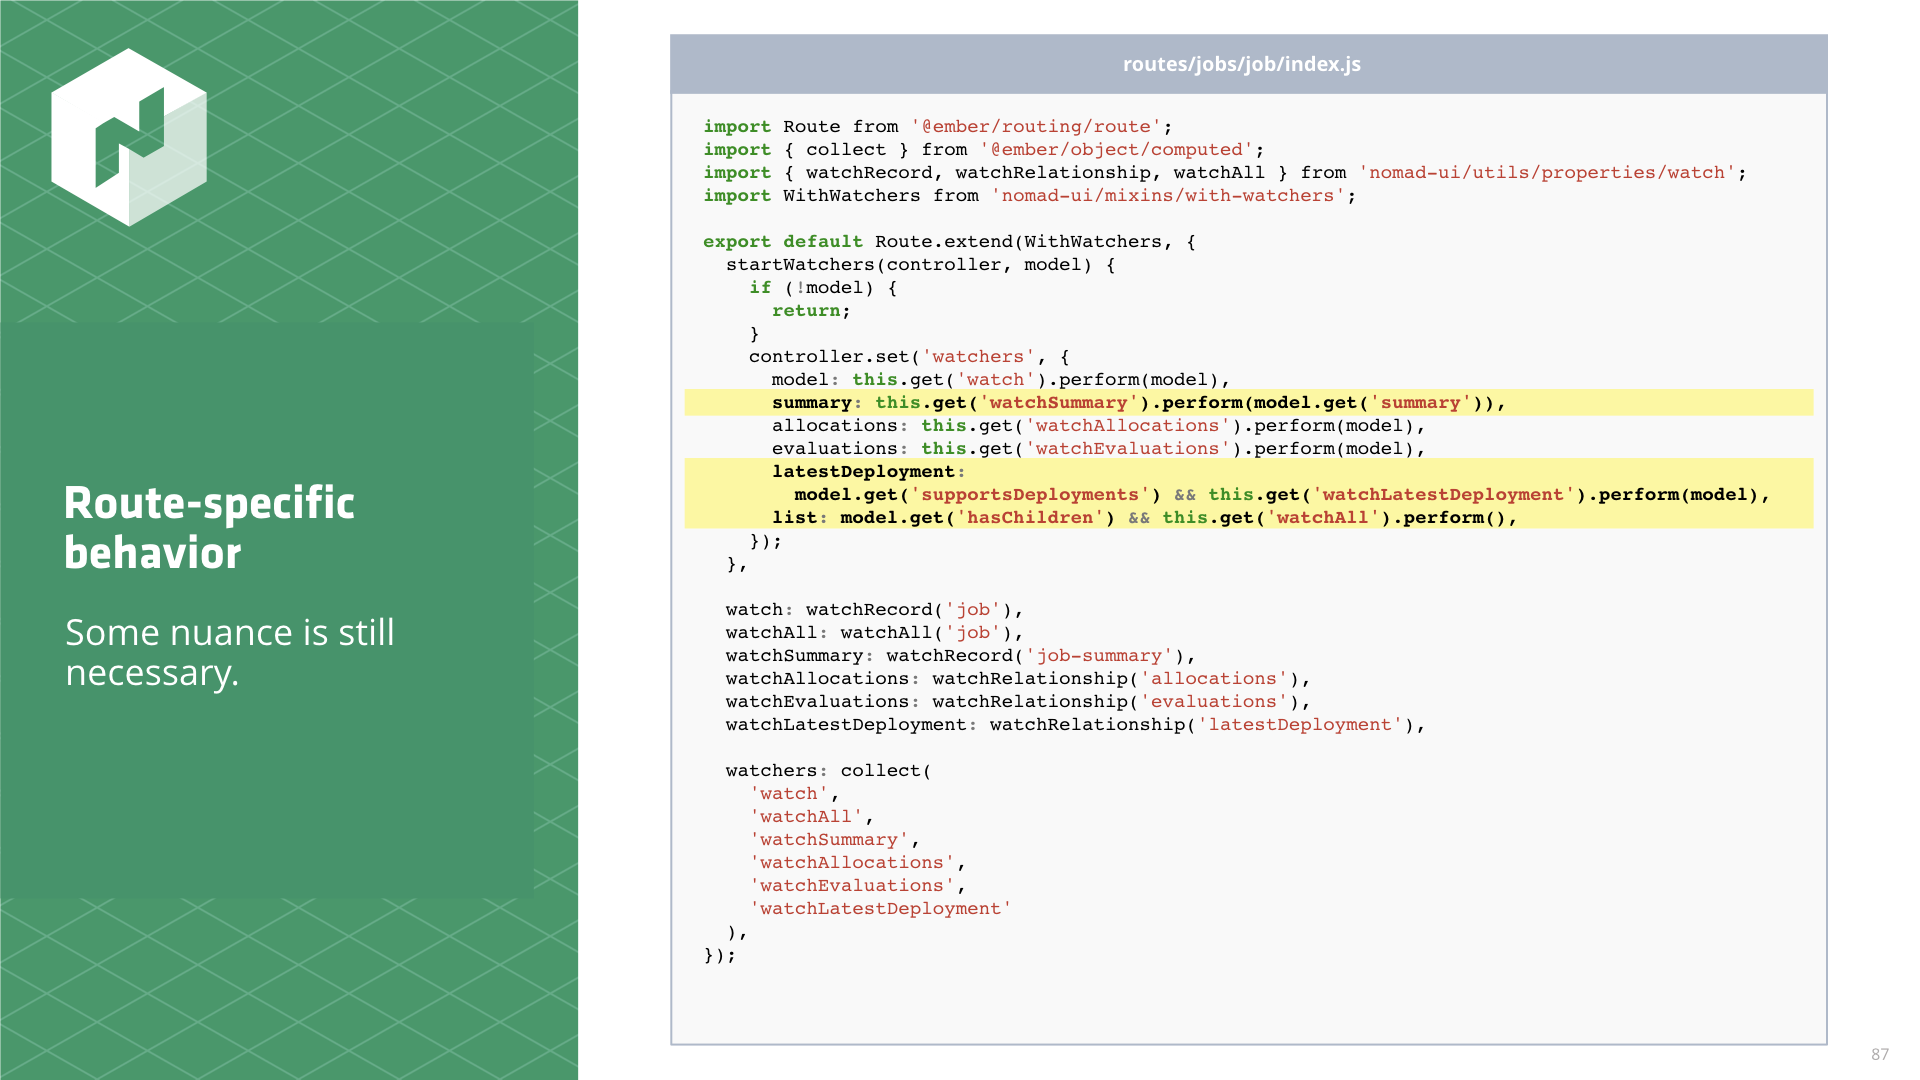 Route-specific
behavior
Some nuance is still
necessary.
routes/jobs/job/index.js
import Route from '@ember/routing/route';
import { collect } from '@ember/object/computed';
import { watchRecord, watchRelationship, watchAll } from 'nomad-ui/utils/properties/watch';
import WithWatchers from 'nomad-ui/mixins/with-watchers';

export default Route.extend(WithWatchers, {
  startWatchers(controller, model) {
    if (!model) {
      return;
    }
    controller.set('watchers', {
      model: this.get('watch').perform(model),
      summary: this.get('watchSummary').perform(model.get('summary')),
      allocations: this.get('watchAllocations').perform(model),
      evaluations: this.get('watchEvaluations').perform(model),
      latestDeployment:
        model.get('supportsDeployments') && this.get('watchLatestDeployment').perform(model),
      list: model.get('hasChildren') && this.get('watchAll').perform(),
    });
  },

  watch: watchRecord('job'),
  watchAll: watchAll('job'),
  watchSummary: watchRecord('job-summary'),
  watchAllocations: watchRelationship('allocations'),
  watchEvaluations: watchRelationship('evaluations'),
  watchLatestDeployment: watchRelationship('latestDeployment'),

  watchers: collect(
    'watch',
    'watchAll',
    'watchSummary',
    'watchAllocations',
    'watchEvaluations',
    'watchLatestDeployment'
  ),
});
87